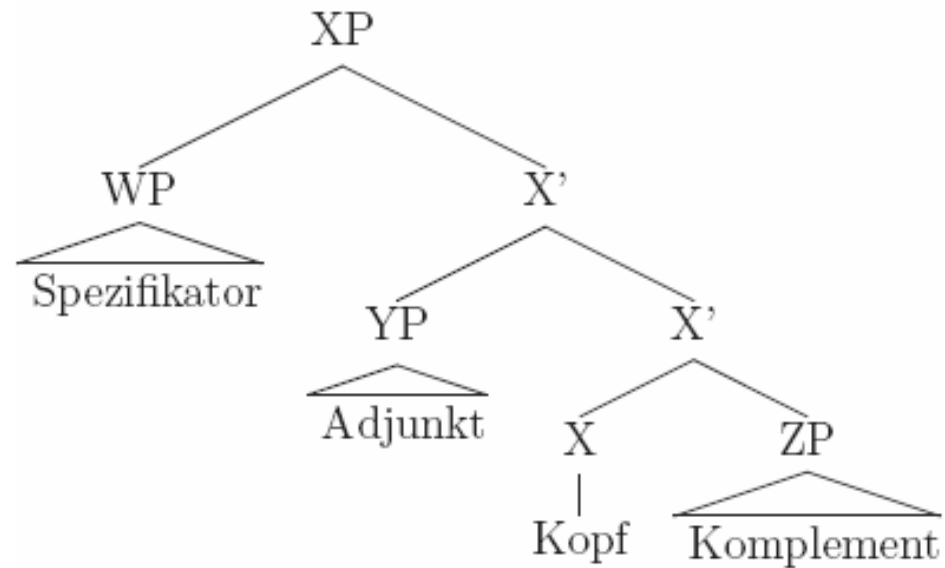 XP
WP X’
Spezifikator
YP X’
Adjunkt
X ZP
Kopf Komplement